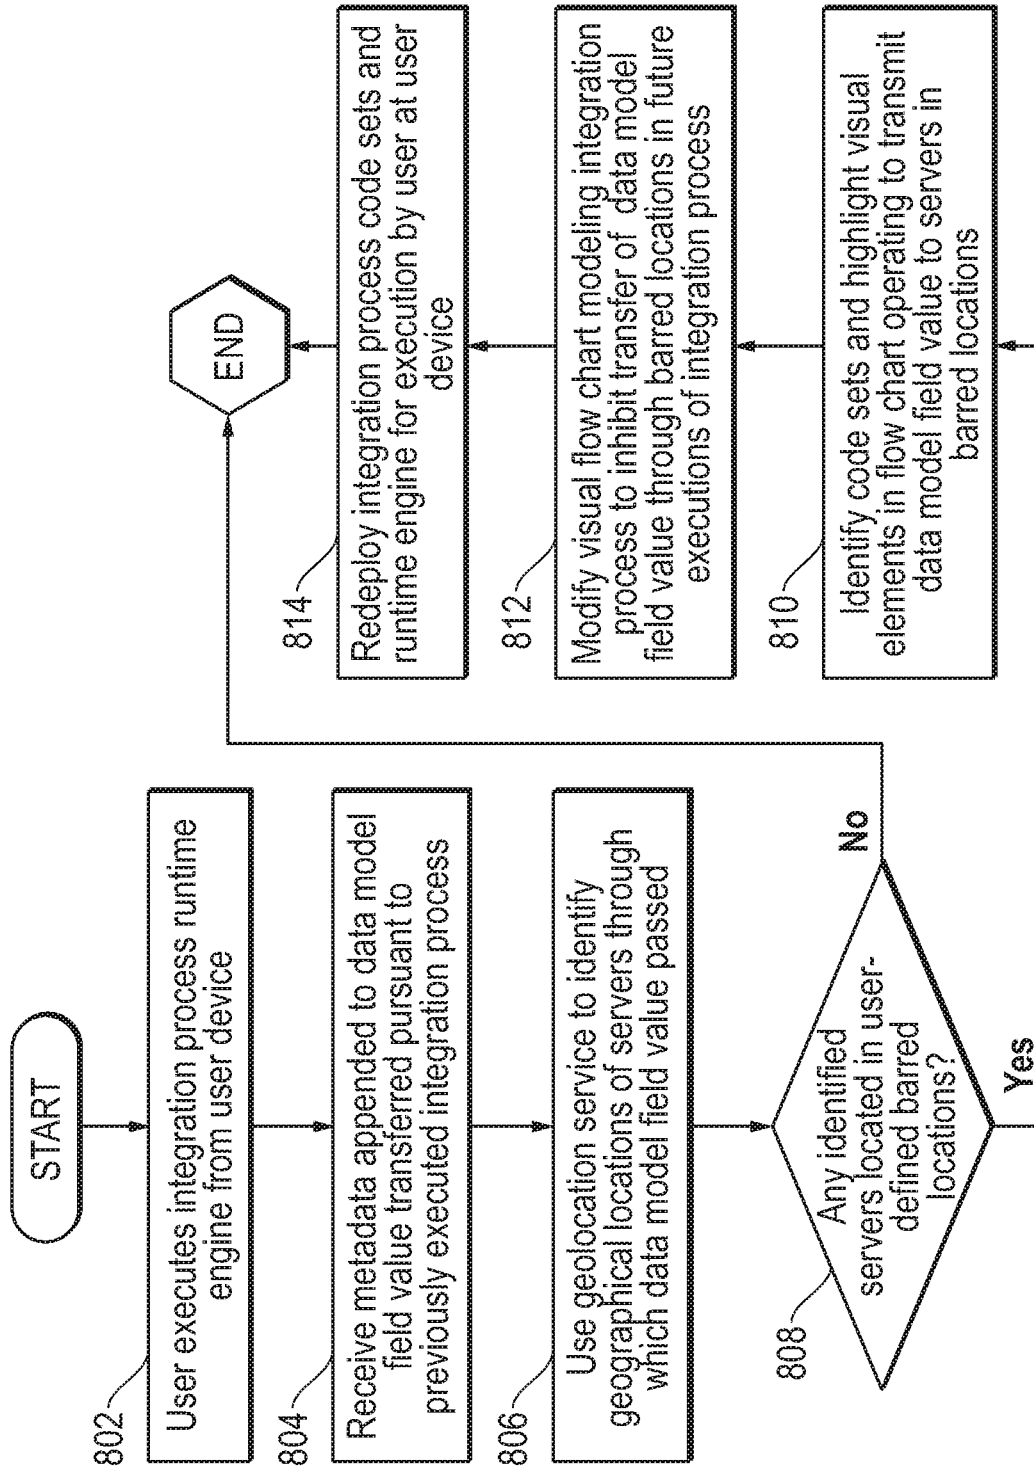 START
802
User executes integration process runtime
engine from user device
804
Receive metadata appended to data model
field value transferred pursuant to
previously executed integration process
806
Use geolocation service to identify
geographical locations of servers through
which data model field value passed
808
Any identified
servers located in user-
defined barred
locations?
No
Yes
810
Identify code sets and highlight visual
elements in flow chart operating to transmit
data model field value to servers in
barred locations
812
Modify visual flow chart modeling integration
process to inhibit transfer of data model
field value through barred locations in future
executions of integration process
814
Redeploy integration process code sets and
runtime engine for execution by user at user
device
END